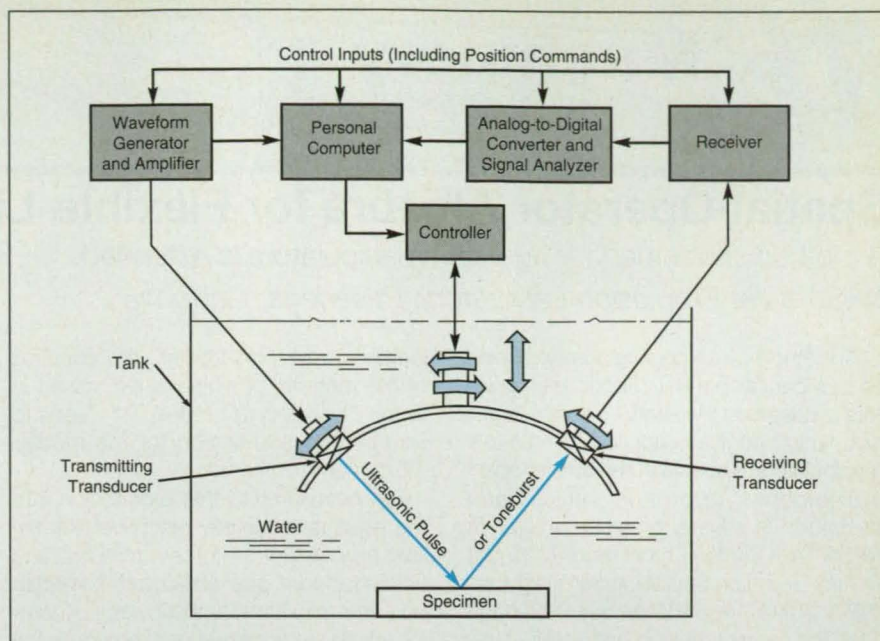 Control Inputs (Including Position Commands)
Waveform
Generator
and Amplifier
Personal
Computer
Analog-to-Digital
Converter and
Signal Analyzer
Receiver
Controller
Tank
Transmitting
Transducer
Receiving
Transducer
Ultrasonic Pulse
or Toneburst
Water
Specimen